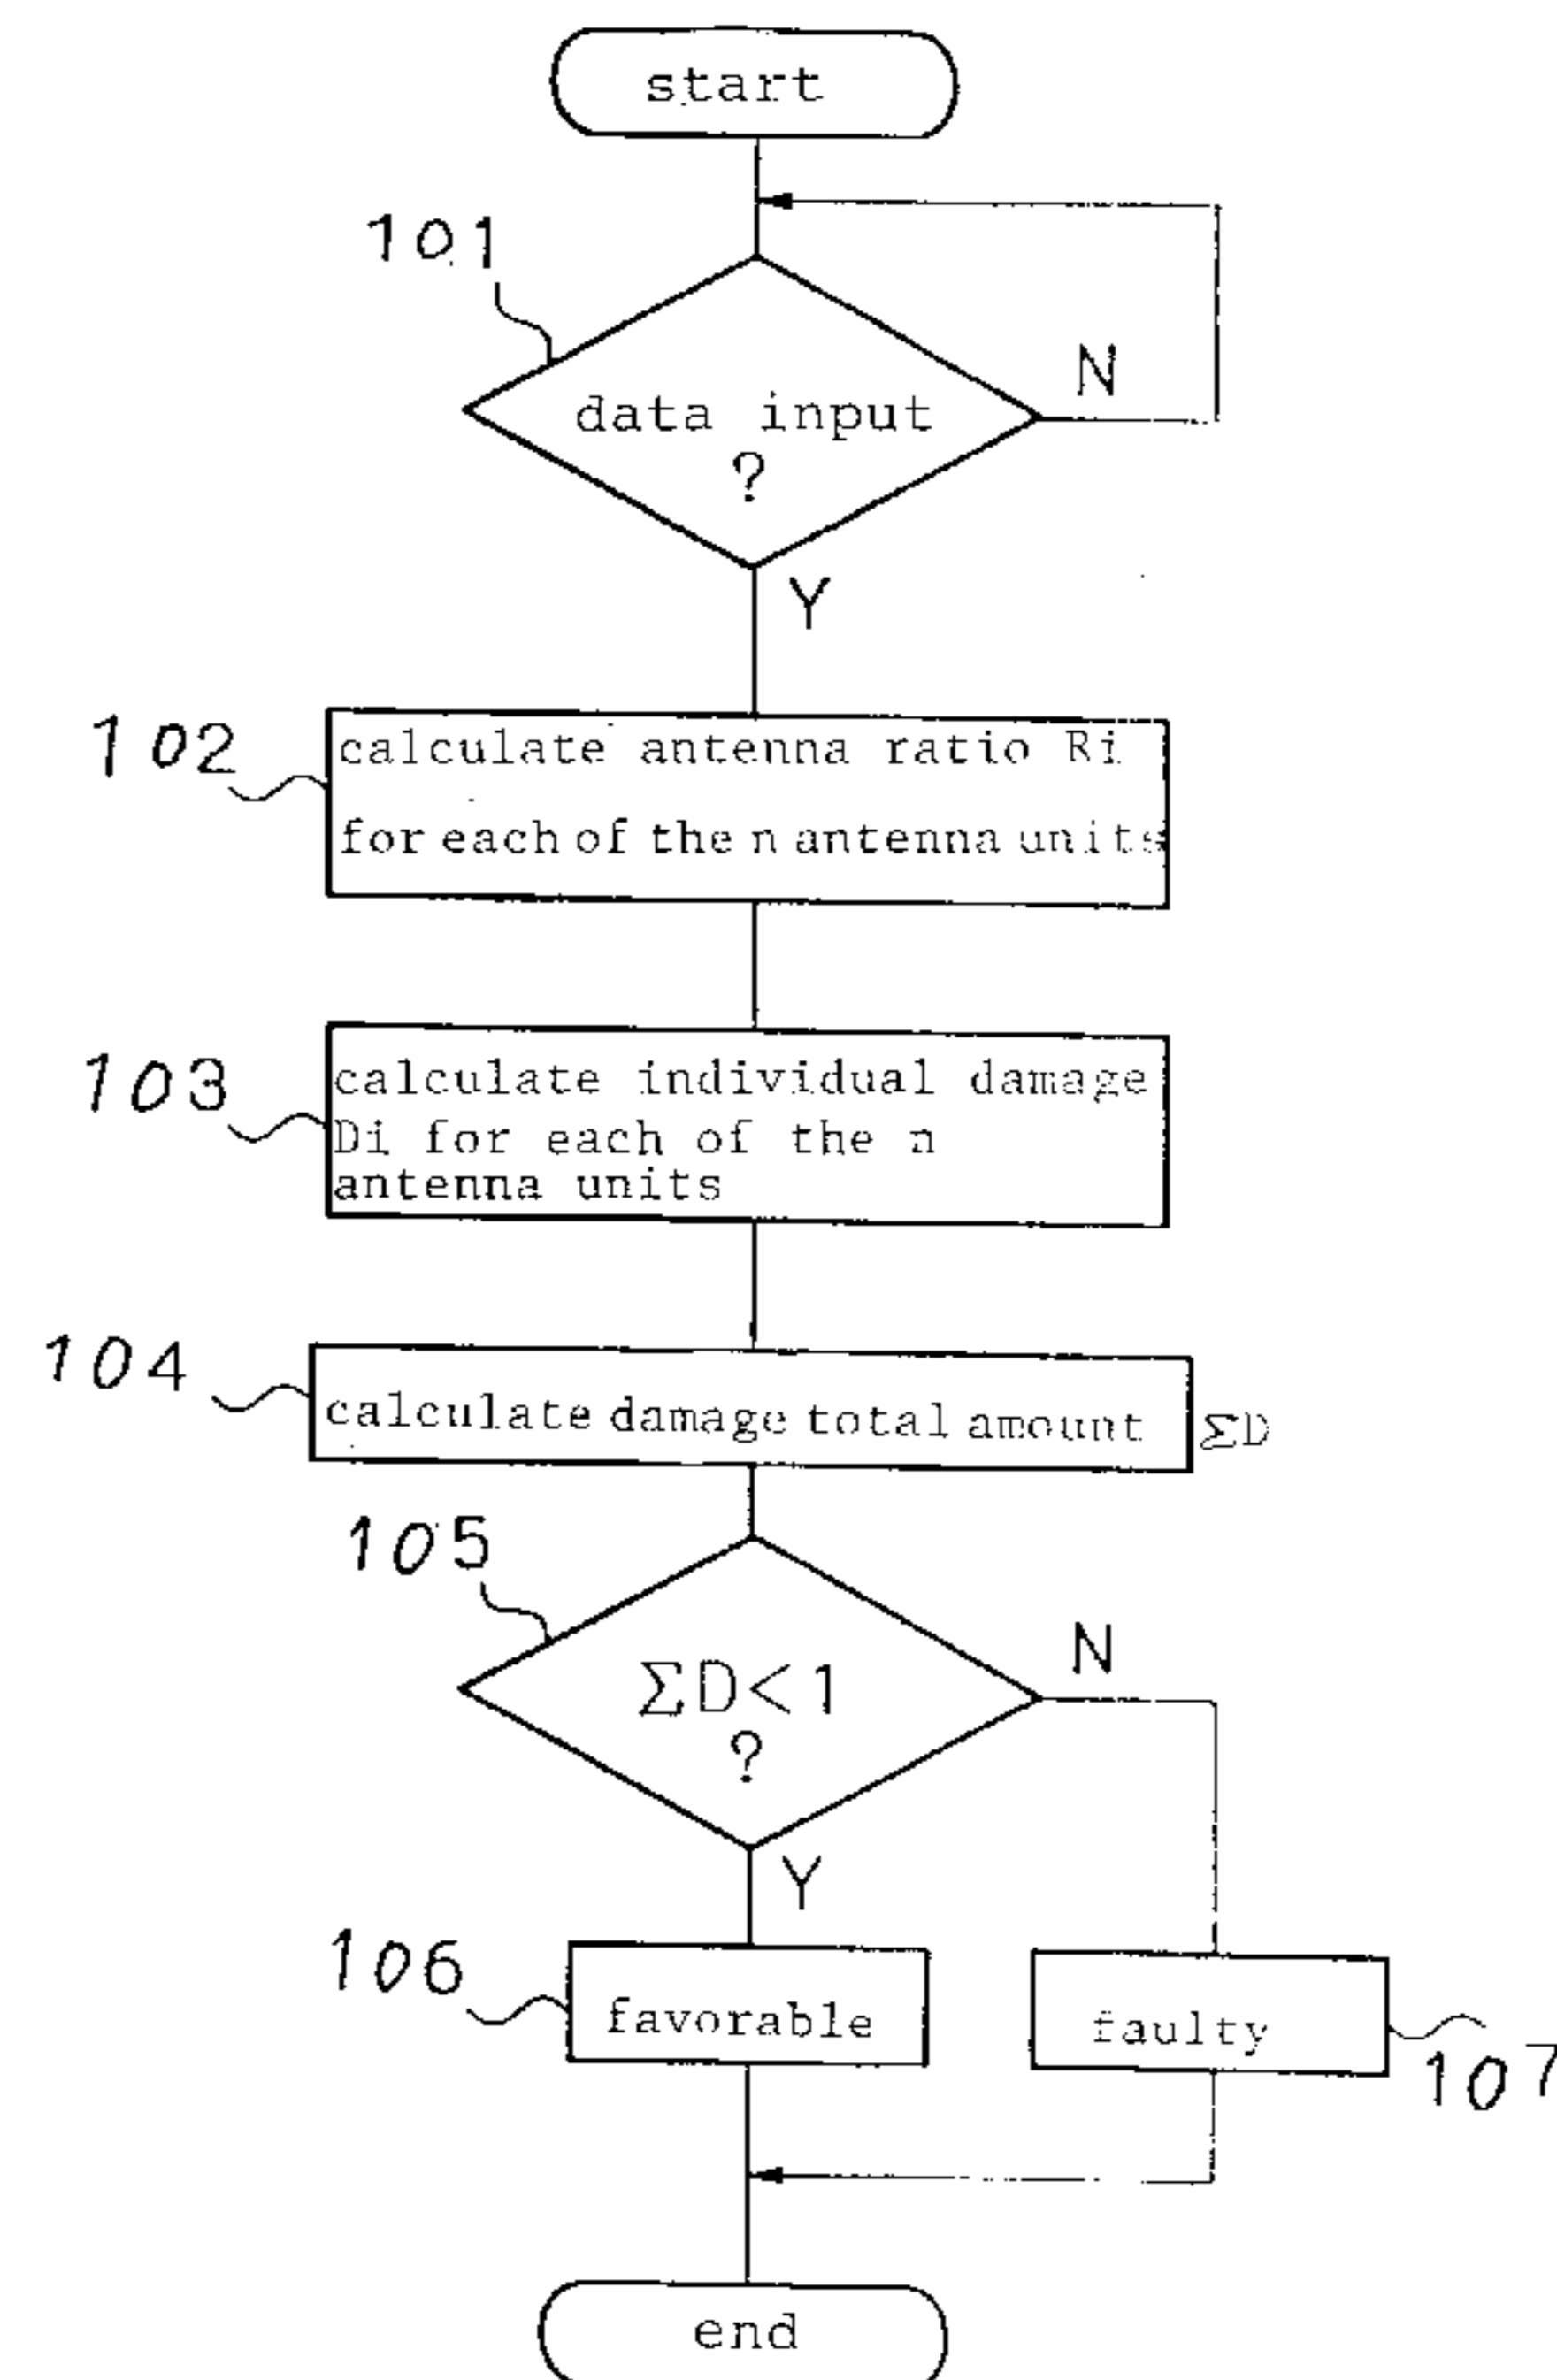 start
101
N
data input
?
Y
102
calculate antenna ratio Ri
for each of the n antenna units
103
calculate individual damage
Di for each of the n
antenna units
104
calculate damage total amount ΣD
105
N
ΣD<1
?
Y
106
favorable
faulty
107
end